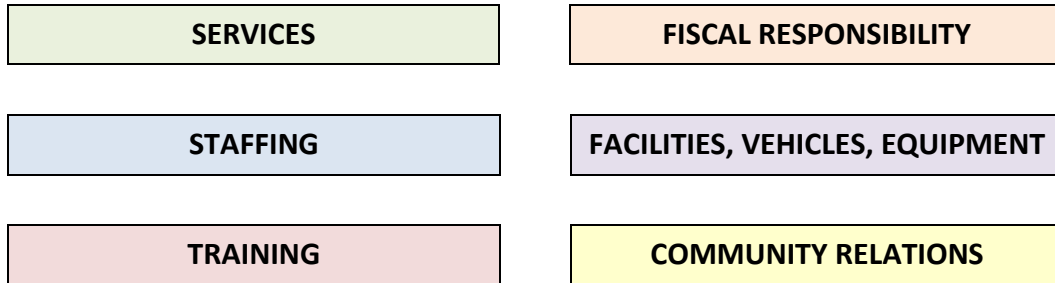 SERVICES
FISCAL RESPONSIBILITY
STAFFING
FACILITIES, VEHICLES, EQUIPMENT
TRAINING
COMMUNITY RELATIONS